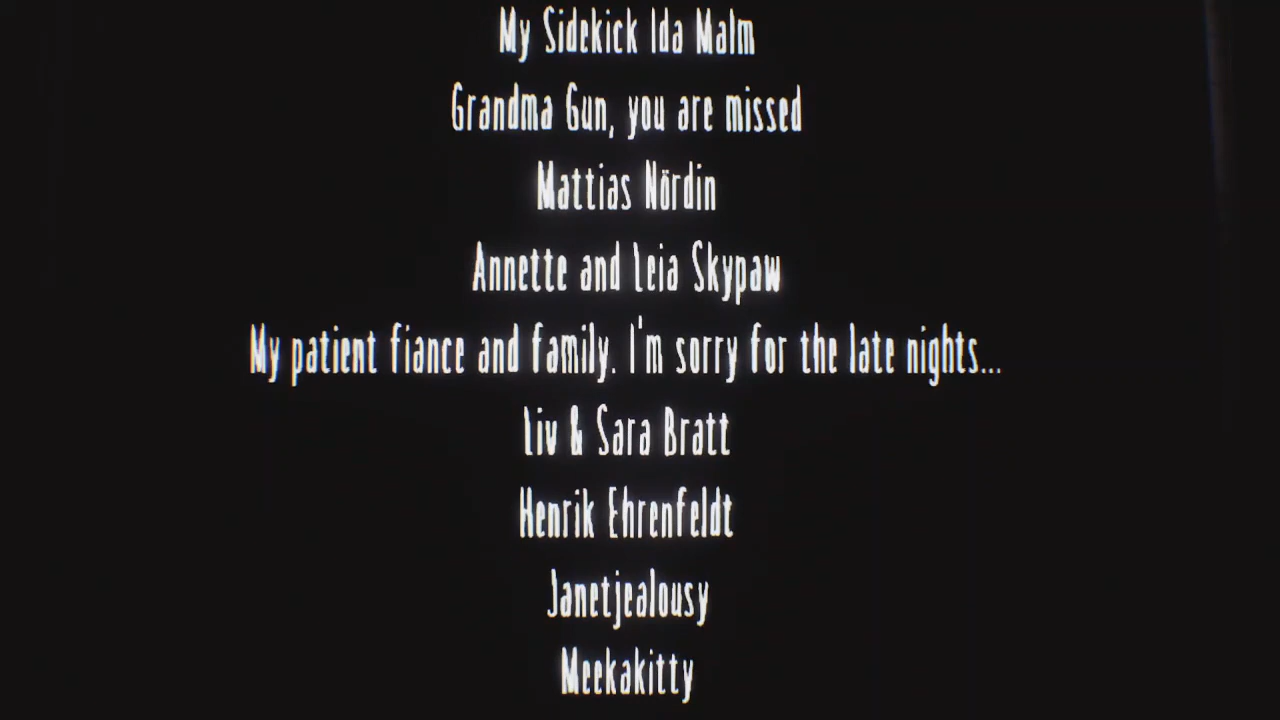 My Sidekick Ida Malm
Grandma Gun, you are missed
Mattias Nördin
Annette and Leia Skypaw
My patient fiance and family. I'm sorry for the late nights...
Liv & Sara Bratt
Henrik Ehrenfeldt
Janetjealousy
Meekakitty